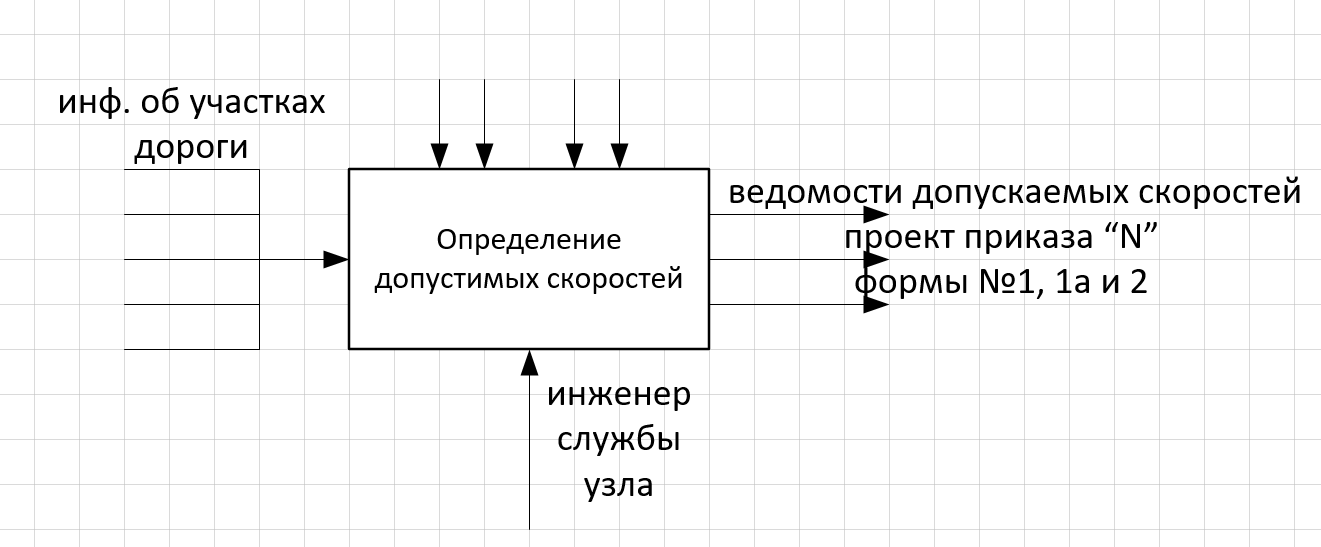 инф. об участках
дороги
Определение
допустимых скоростей
ведомости допускаемых скоростей
проект приказа “N”
формы №1, 1а и 2
инженер
службы
узла